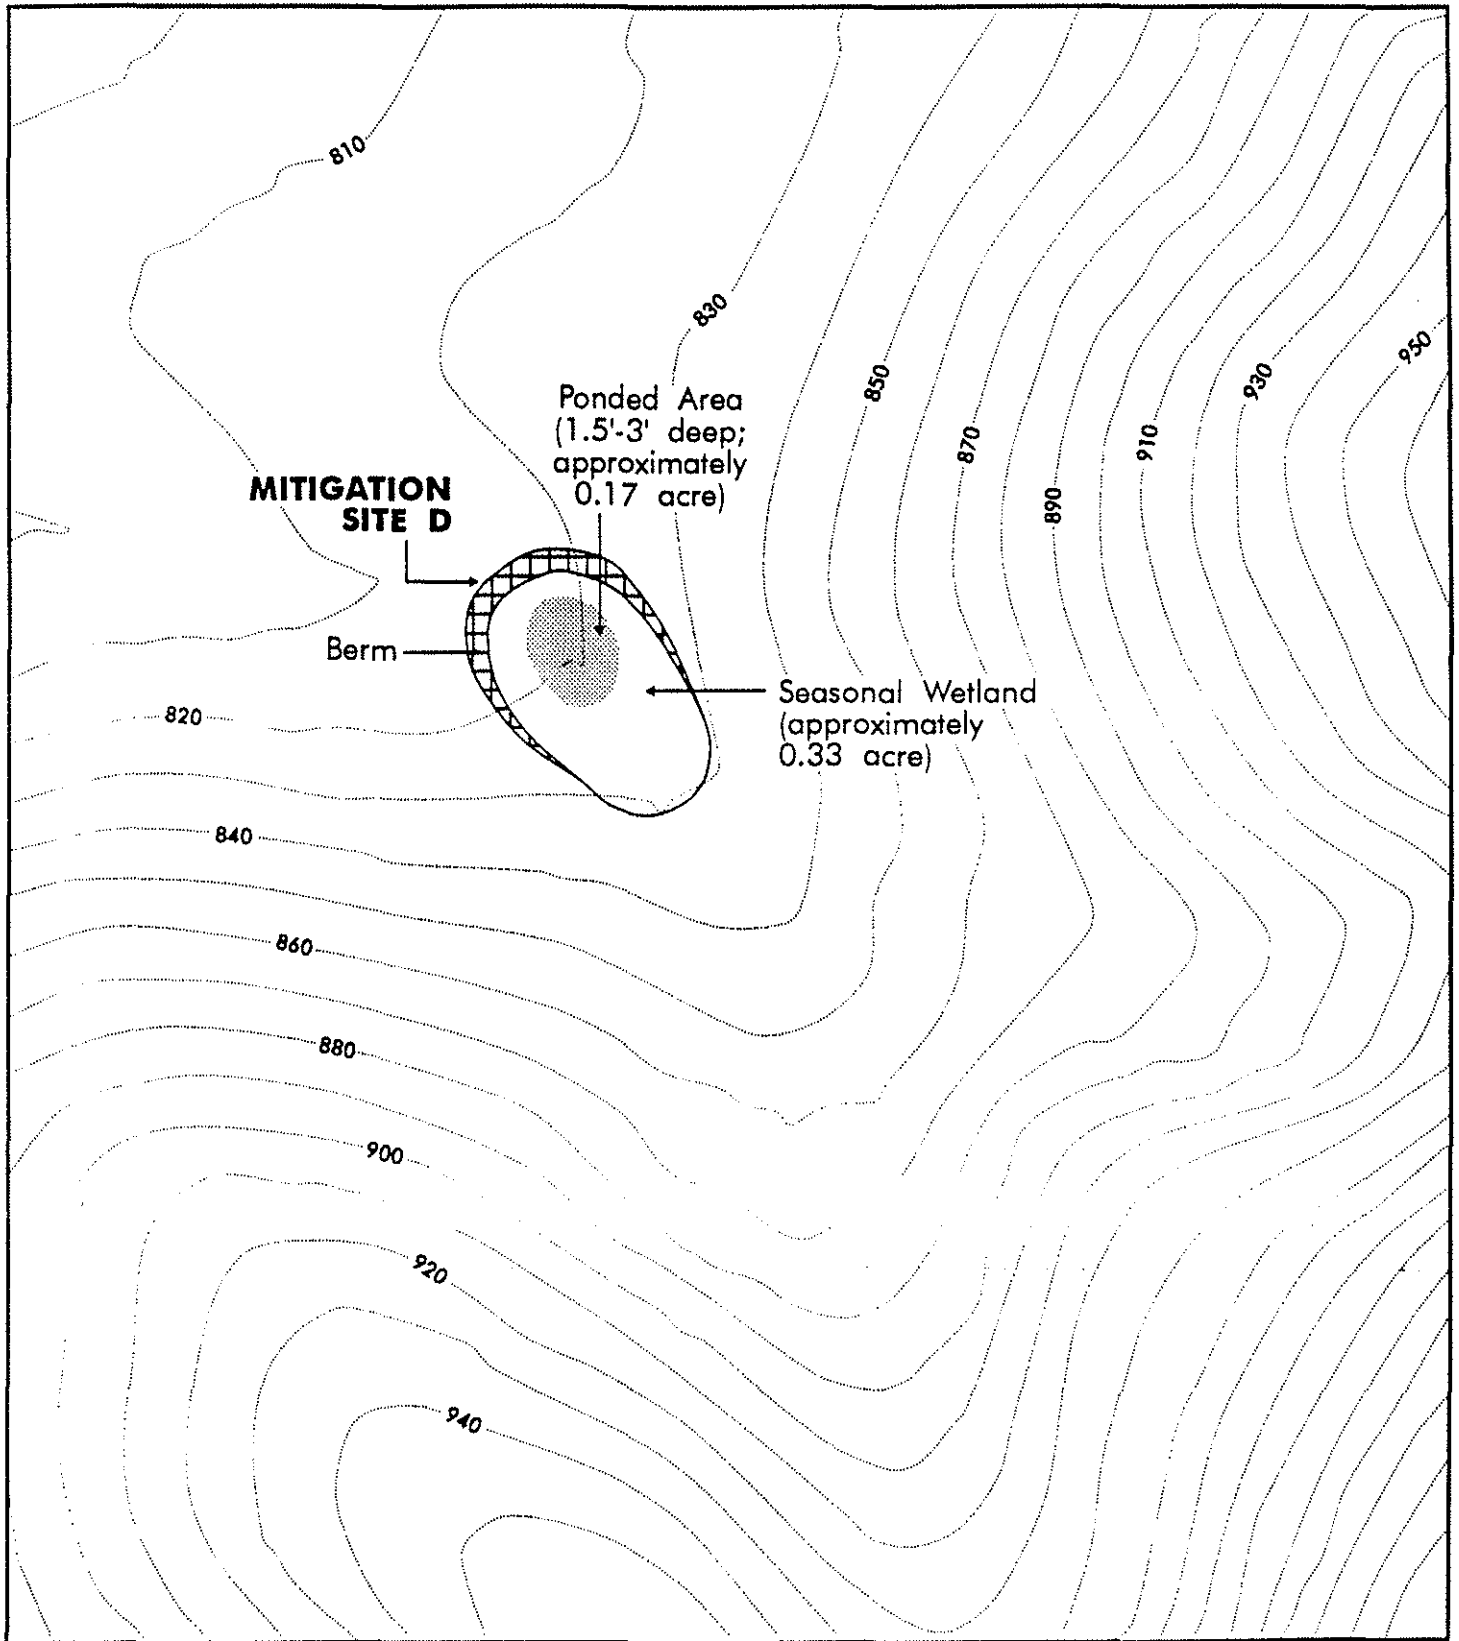 810
830
850
950
930
870
910
890
Ponded Area
(1.5'-3' deep;
approximately
0.17 acre)
MITIGATION
SITE D
Berm
Seasonal Wetland
(approximately
0.33 acre)
820
840
860
880
900
920
940